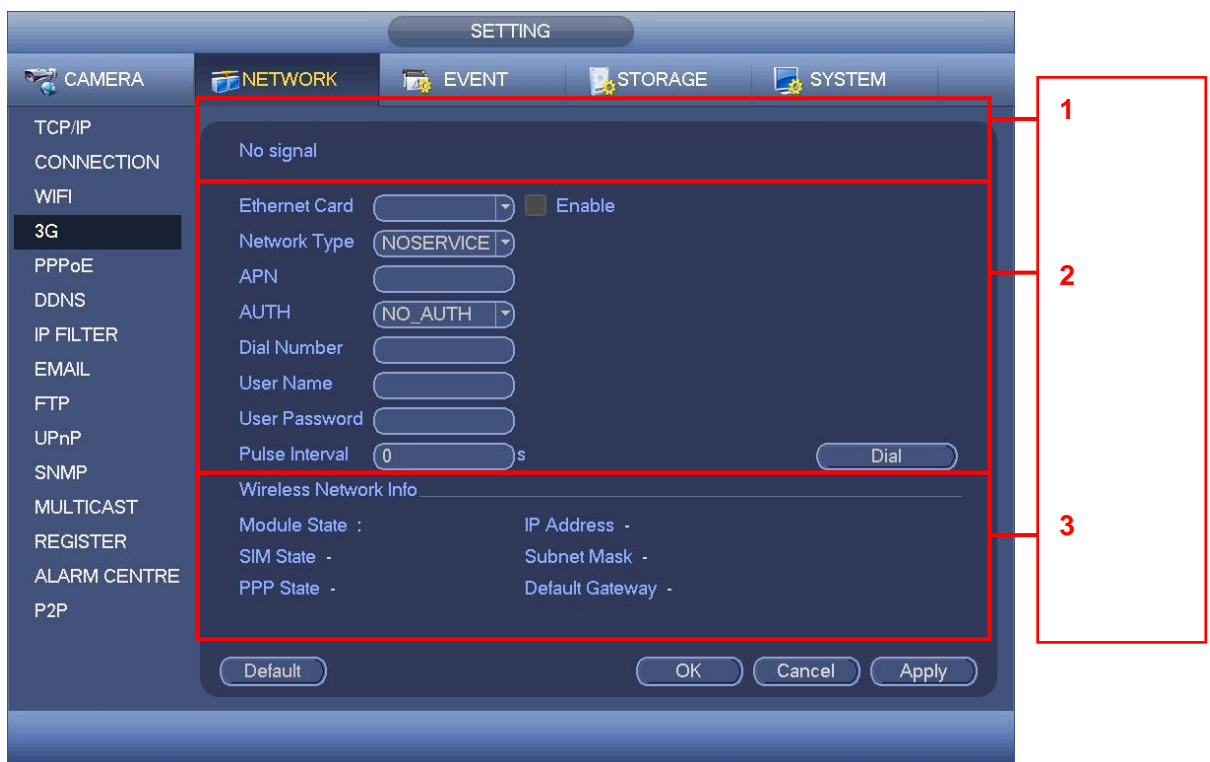 SETTING
CAMERA NETWORK EVENT STORAGE SYSTEM
TCP/IP
CONNECTION
WIFI
3G
PPPoE
DDNS
IP FILTER
EMAIL
FTP
UPnP
SNMP
MULTICAST
REGISTER
ALARM CENTRE
P2P
No signal
Ethernet Card Enable
Network Type NOSERVICE
APN
AUTH NO_AUTH
Dial Number
User Name
User Password
Pulse Interval 0 s Dial
Wireless Network Info
Module State : IP Address -
SIM State - Subnet Mask -
PPP State - Default Gateway -
Default OK Cancel Apply
1
2
3